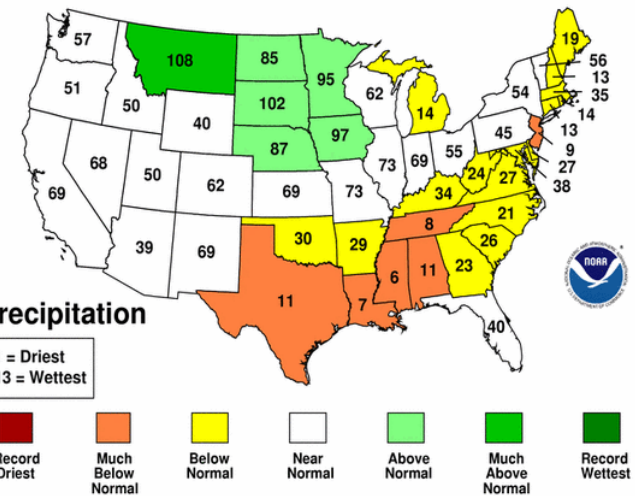 19
57
108
85
95
56
51
50
102
62
54
13
35
14
40
14
97
45
13
68
87
73
69
55
9
50
24
27
27
69
62
69
73
34
38
21
8
39
69
30
29
26
6
11
23
NOAA
11
7
40
recipitation
= Driest
3 = Wettest
ecord
Driest
Much
Below
Normal
Below
Normal
Near
Normal
Above
Normal
Much
Above
Normal
Record
Wettest